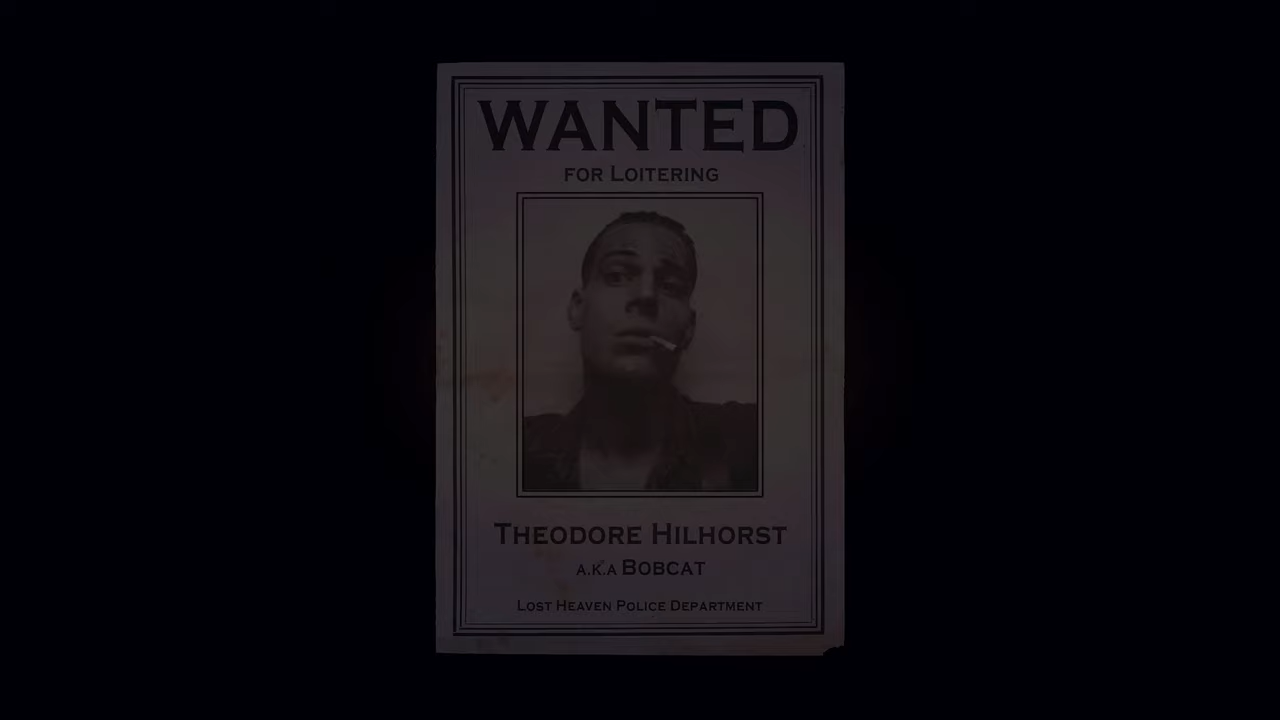 WANTED
FOR LOITERING
THEODORE HILHORST
A.K.A BOBCAT
LOST HEAVEN POLICE DEPARTMENT